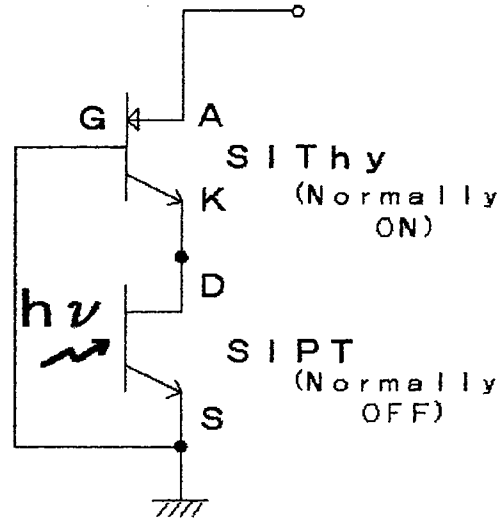 G A
SIThy
K (Normally
ON)
D
hν
SIPT
(Normally
OFF)
S